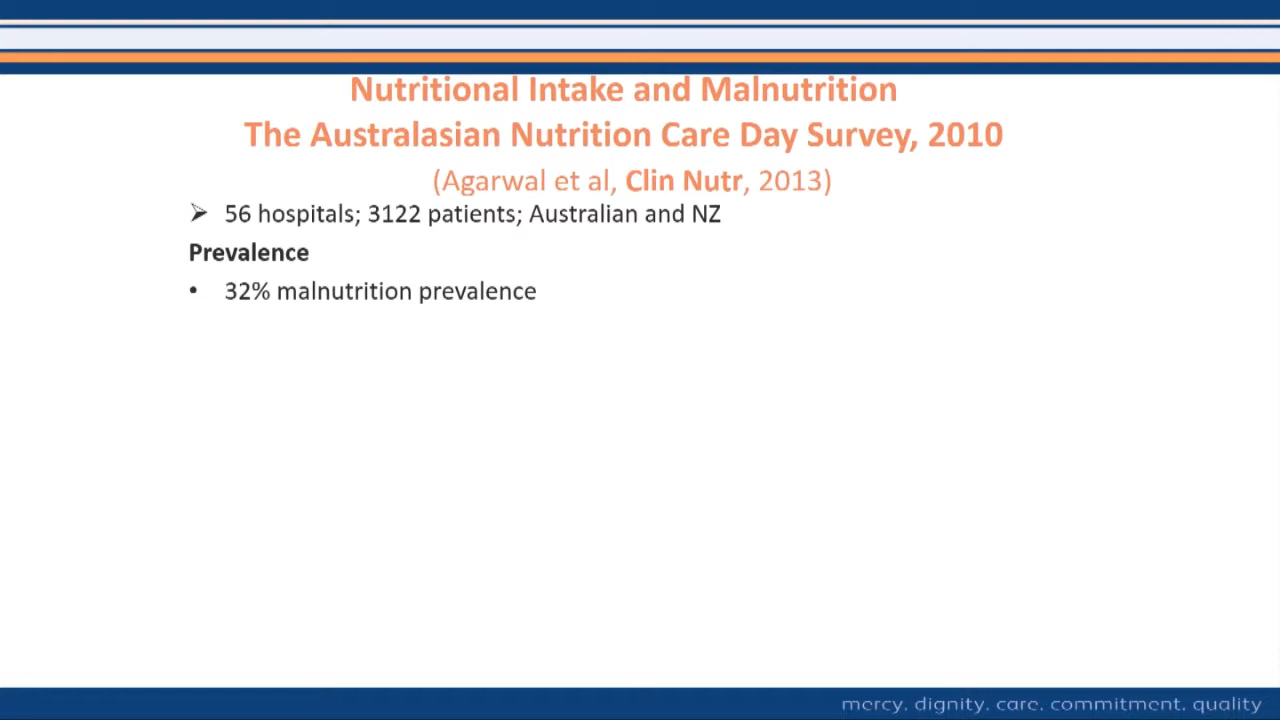 Nutritional Intake and Malnutrition
The Australasian Nutrition Care Day Survey, 2010
(Agarwal et al, Clin Nutr, 2013)
➢ 56 hospitals; 3122 patients; Australian and NZ
Prevalence
• 32% malnutrition prevalence
mercy. dignity. care. commitment. quality